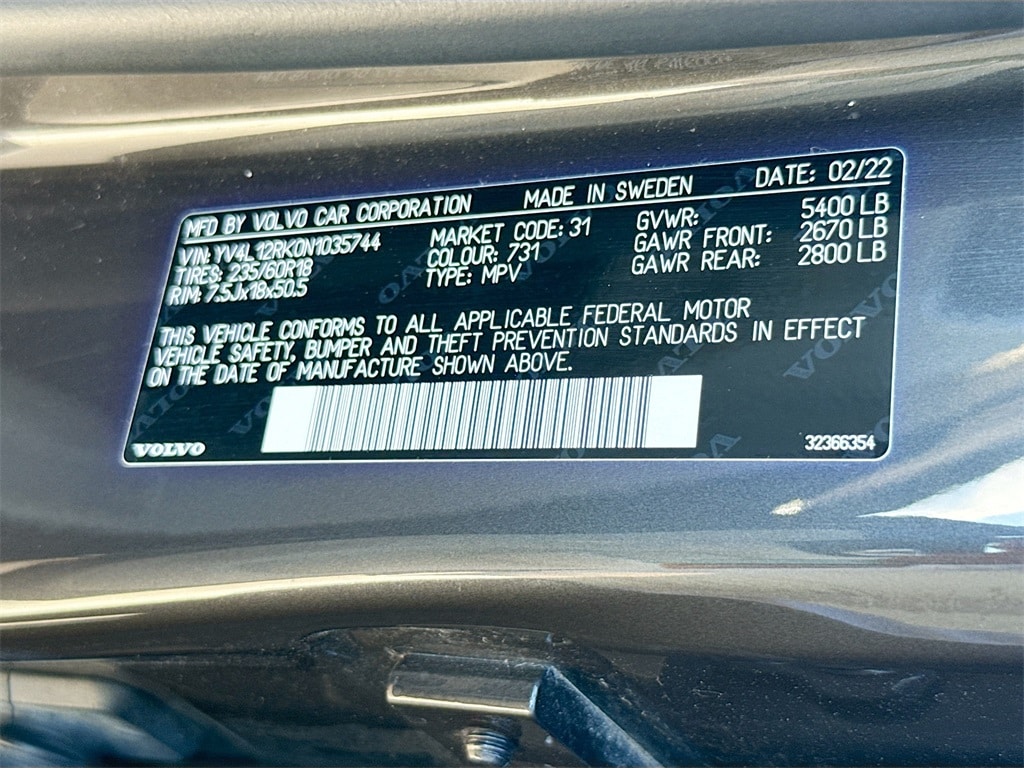 MFD BY VOLVO CAR CORPORATION MADE IN SWEDEN DATE: 02/22
VIN: YV4L12RK0N1035744 MARKET CODE: 31 GVWR: 5400 LB
TIRES: 235/60R18 COLOUR: 731 GAWR FRONT: 2670 LB
RIM: 7.5Jx18x50.5 TYPE: MPV GAWR REAR: 2800 LB
THIS VEHICLE CONFORMS TO ALL APPLICABLE FEDERAL MOTOR
VEHICLE SAFETY, BUMPER AND THEFT PREVENTION STANDARDS IN EFFECT
ON THE DATE OF MANUFACTURE SHOWN ABOVE.
VOLVO 32366354